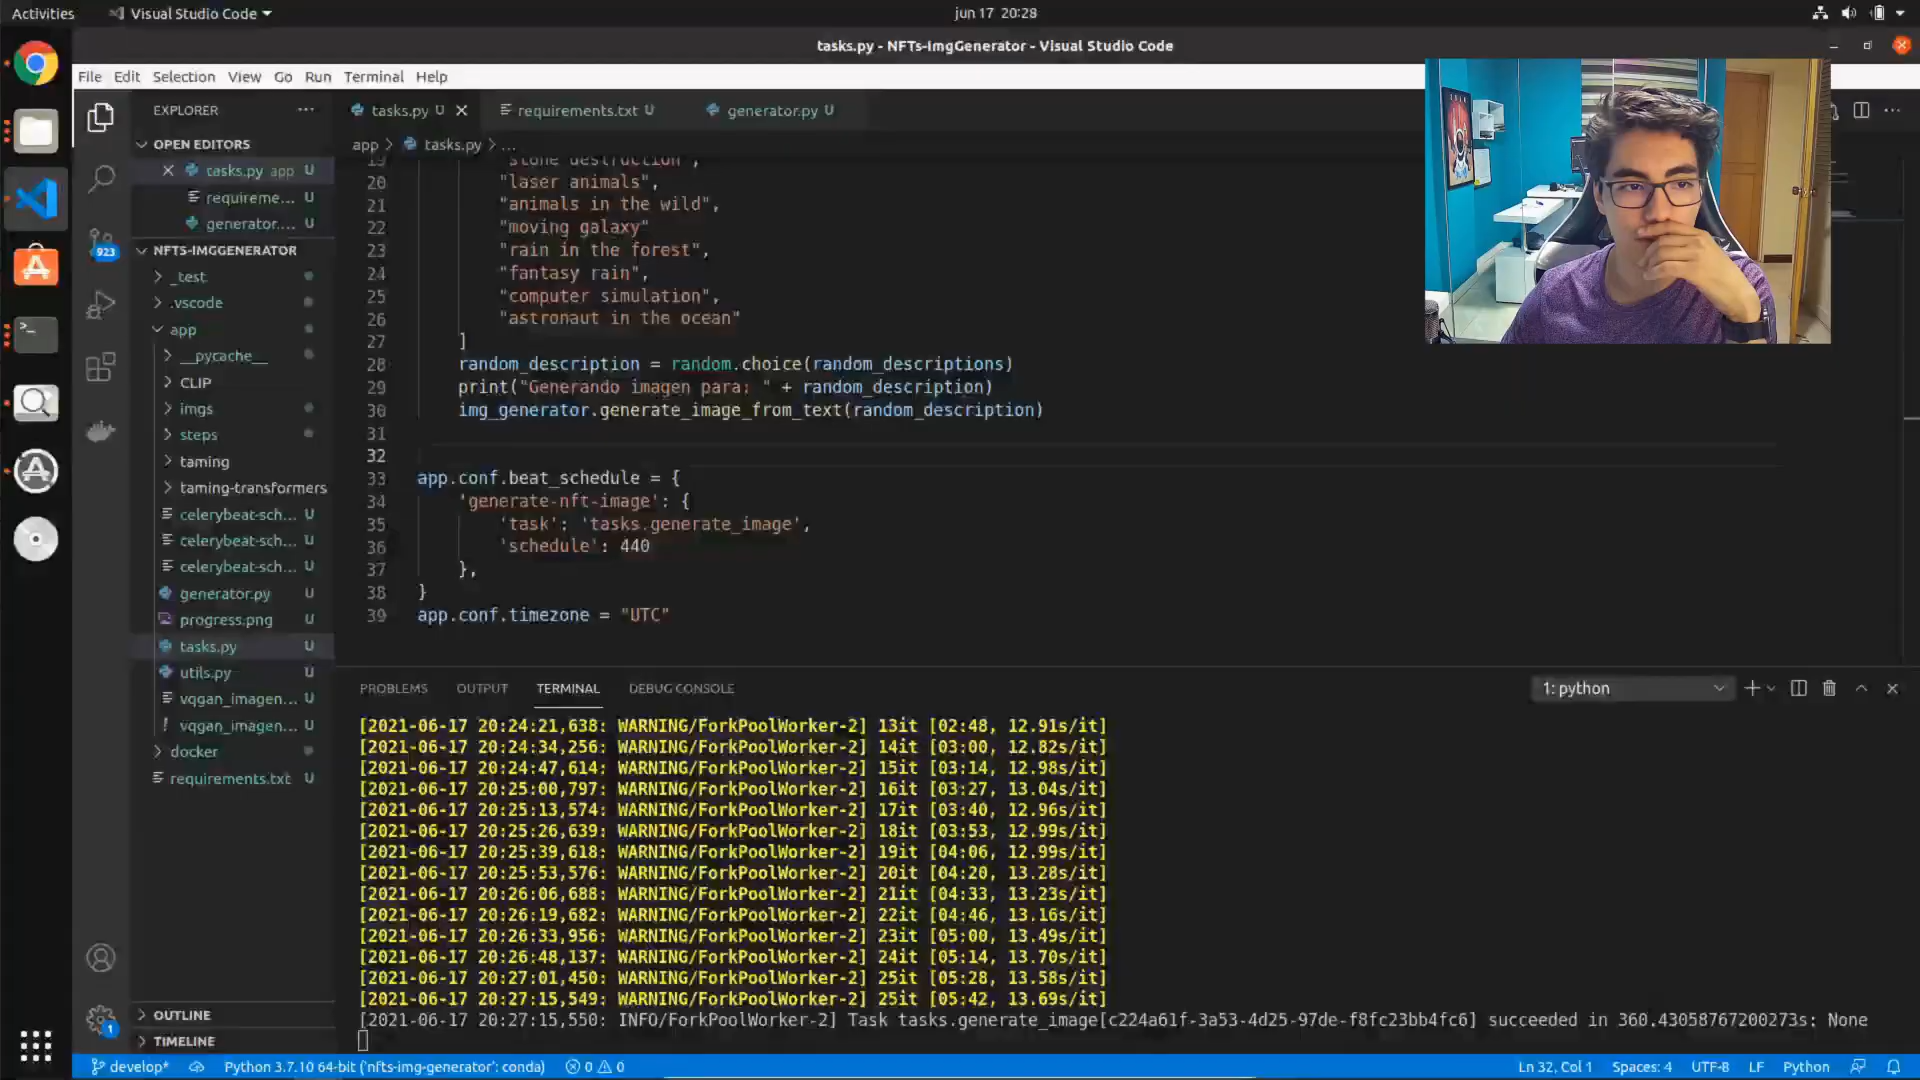 Activities
Visual Studio Code
jun 17 20:28
tasks.py - NFTs-ImgGenerator - Visual Studio Code
File Edit Selection View Go Run Terminal Help
EXPLORER
OPEN EDITORS
tasks.py app U
requireme... U
generator.... U
923
NFTS-IMGGENERATOR
_test
.vscode
app
__pycache__
CLIP
imgs
steps
taming
taming-transformers
celerybeat-sch... U
celerybeat-sch... U
celerybeat-sch... U
generator.py U
progress.png U
tasks.py U
utils.py U
vqgan_imagen... U
vqgan_imagen... U
docker
requirements.txt U
OUTLINE
TIMELINE
1
tasks.py U
requirements.txt U
generator.py U
app > tasks.py > ...
19 "stone destruction",
20 "laser animals",
21 "animals in the wild",
22 "moving galaxy"
23 "rain in the forest",
24 "fantasy rain",
25 "computer simulation",
26 "astronaut in the ocean"
27 ]
28 random_description = random.choice(random_descriptions)
29 print("Generando imagen para: " + random_description)
30 img_generator.generate_image_from_text(random_description)
31
32
33 app.conf.beat_schedule = {
34 'generate-nft-image': {
35 'task': 'tasks.generate_image',
36 'schedule': 440
37 },
38 }
39 app.conf.timezone = "UTC"
PROBLEMS OUTPUT TERMINAL DEBUG CONSOLE
1: python
[2021-06-17 20:24:21,638: WARNING/ForkPoolWorker-2] 13it [02:48, 12.91s/it]
[2021-06-17 20:24:34,256: WARNING/ForkPoolWorker-2] 14it [03:00, 12.82s/it]
[2021-06-17 20:24:47,614: WARNING/ForkPoolWorker-2] 15it [03:14, 12.98s/it]
[2021-06-17 20:25:00,797: WARNING/ForkPoolWorker-2] 16it [03:27, 13.04s/it]
[2021-06-17 20:25:13,574: WARNING/ForkPoolWorker-2] 17it [03:40, 12.96s/it]
[2021-06-17 20:25:26,639: WARNING/ForkPoolWorker-2] 18it [03:53, 12.99s/it]
[2021-06-17 20:25:39,618: WARNING/ForkPoolWorker-2] 19it [04:06, 12.99s/it]
[2021-06-17 20:25:53,576: WARNING/ForkPoolWorker-2] 20it [04:20, 13.28s/it]
[2021-06-17 20:26:06,688: WARNING/ForkPoolWorker-2] 21it [04:33, 13.23s/it]
[2021-06-17 20:26:19,682: WARNING/ForkPoolWorker-2] 22it [04:46, 13.16s/it]
[2021-06-17 20:26:33,956: WARNING/ForkPoolWorker-2] 23it [05:00, 13.49s/it]
[2021-06-17 20:26:48,137: WARNING/ForkPoolWorker-2] 24it [05:14, 13.70s/it]
[2021-06-17 20:27:01,450: WARNING/ForkPoolWorker-2] 25it [05:28, 13.58s/it]
[2021-06-17 20:27:15,549: WARNING/ForkPoolWorker-2] 25it [05:42, 13.69s/it]
[2021-06-17 20:27:15,550: INFO/ForkPoolWorker-2] Task tasks.generate_image[c224a61f-3a53-4d25-97de-f8fc23bb4fc6] succeeded in 360.43058767200273s: None
develop* Python 3.7.10 64-bit ('nfts-img-generator': conda) 0 0
Ln 32, Col 1 Spaces: 4 UTF-8 LF Python